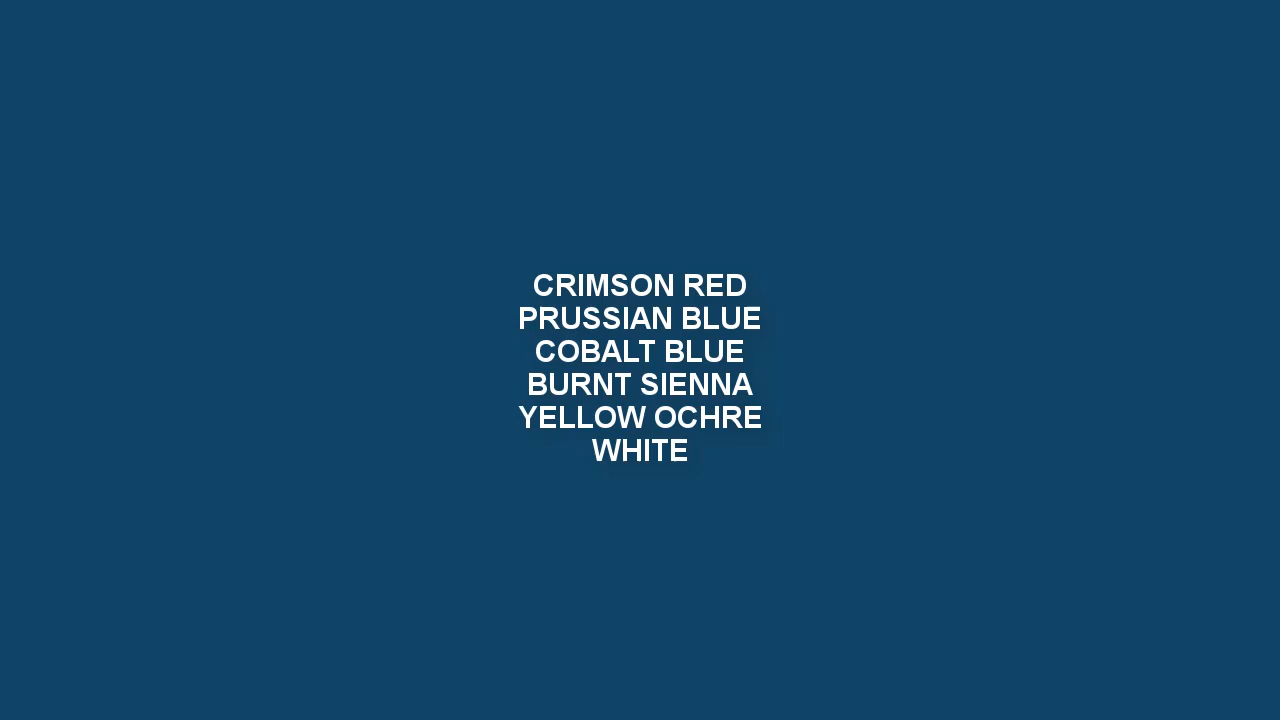 CRIMSON RED
PRUSSIAN BLUE
COBALT BLUE
BURNT SIENNA
YELLOW OCHRE
WHITE